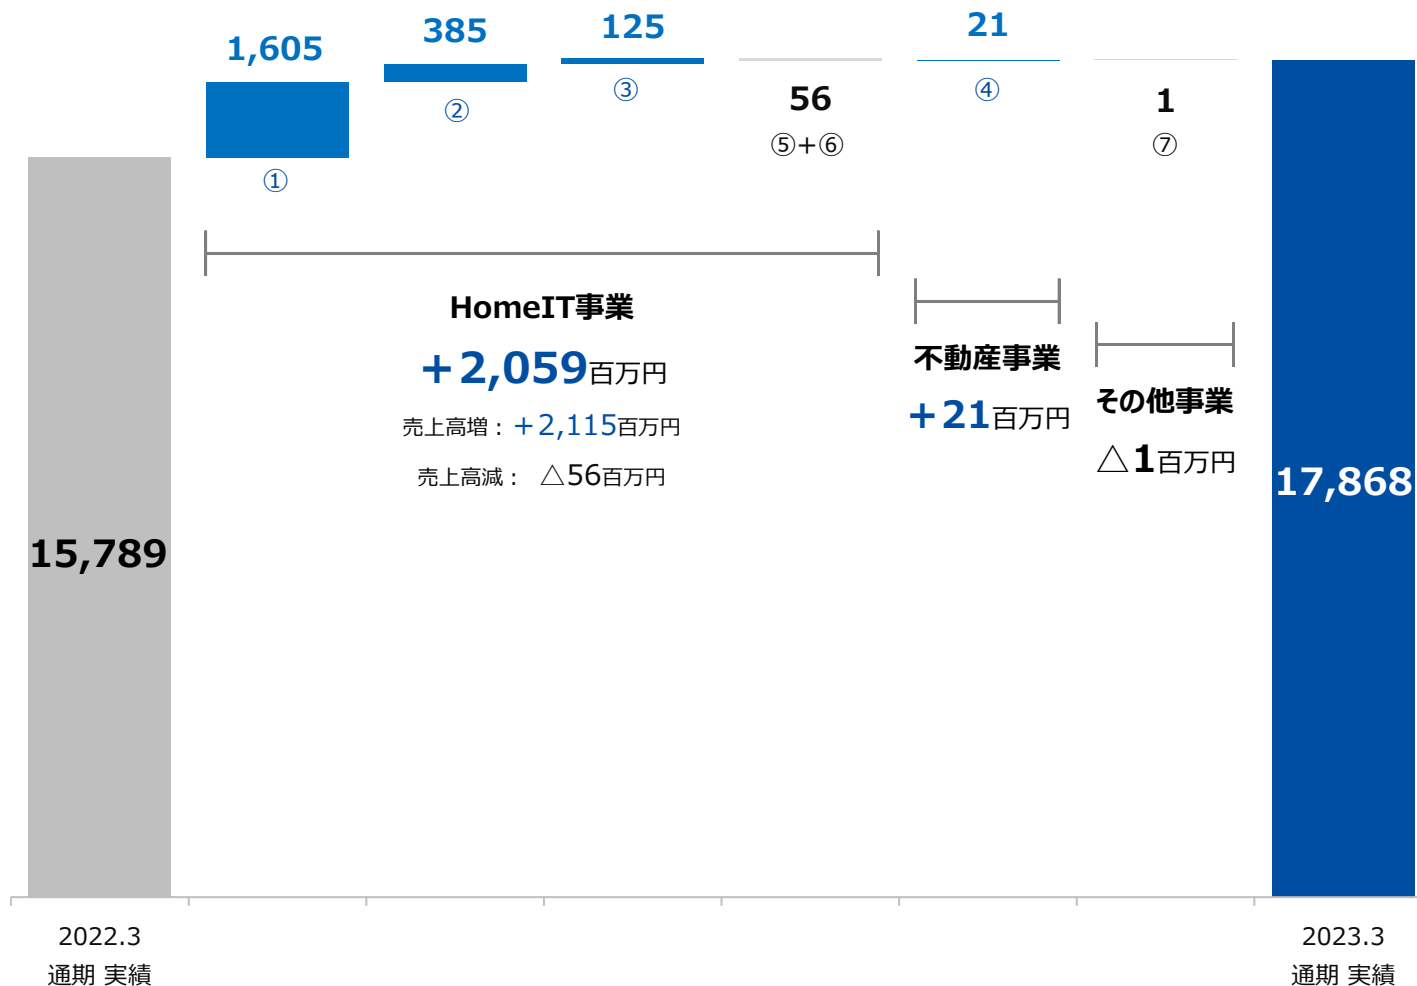 1,605
385
125
21
①
②
③
56
⑤+⑥
④
1
⑦
HomeIT事業
+2,059百万円
売上高増：+2,115百万円
売上高減： △56百万円
不動産事業
+21百万円
その他事業
△1百万円
15,789
17,868
2022.3
通期 実績
2023.3
通期 実績